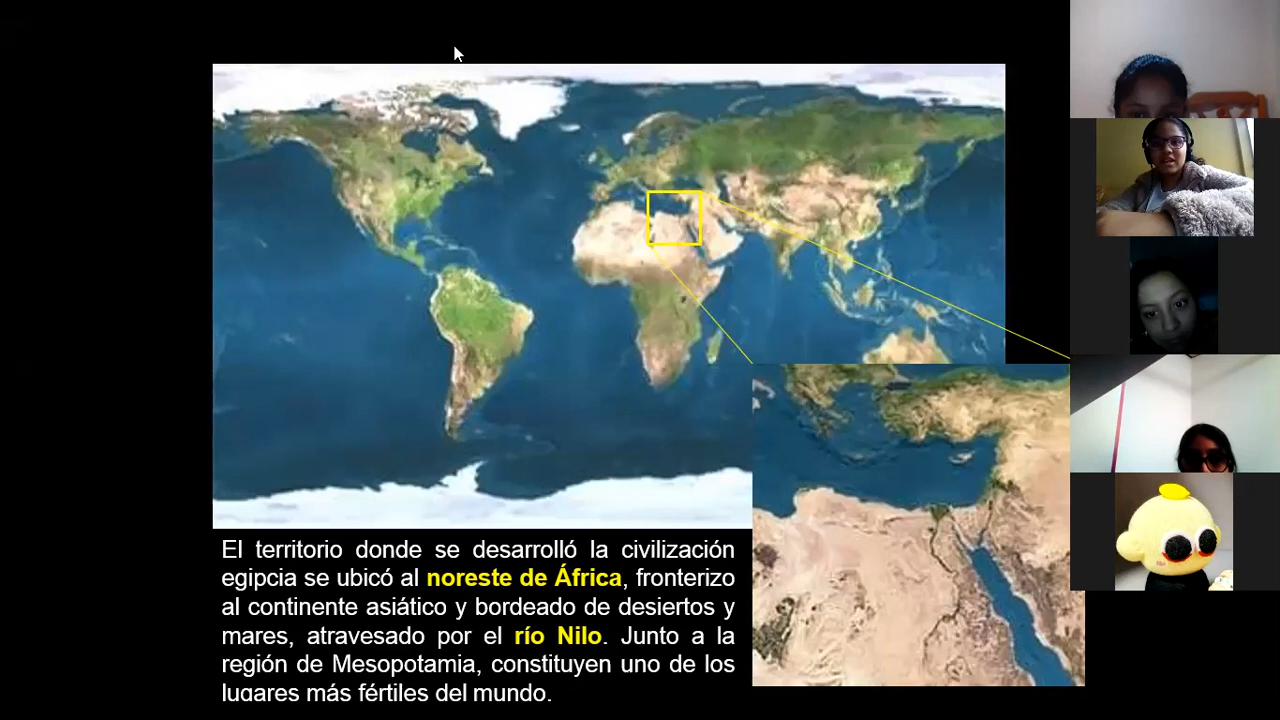 El territorio donde se desarrolló la civilización
egipcia se ubicó al noreste de África, fronterizo
al continente asiático y bordeado de desiertos y
mares, atravesado por el río Nilo. Junto a la
región de Mesopotamia, constituyen uno de los
lugares más fértiles del mundo.